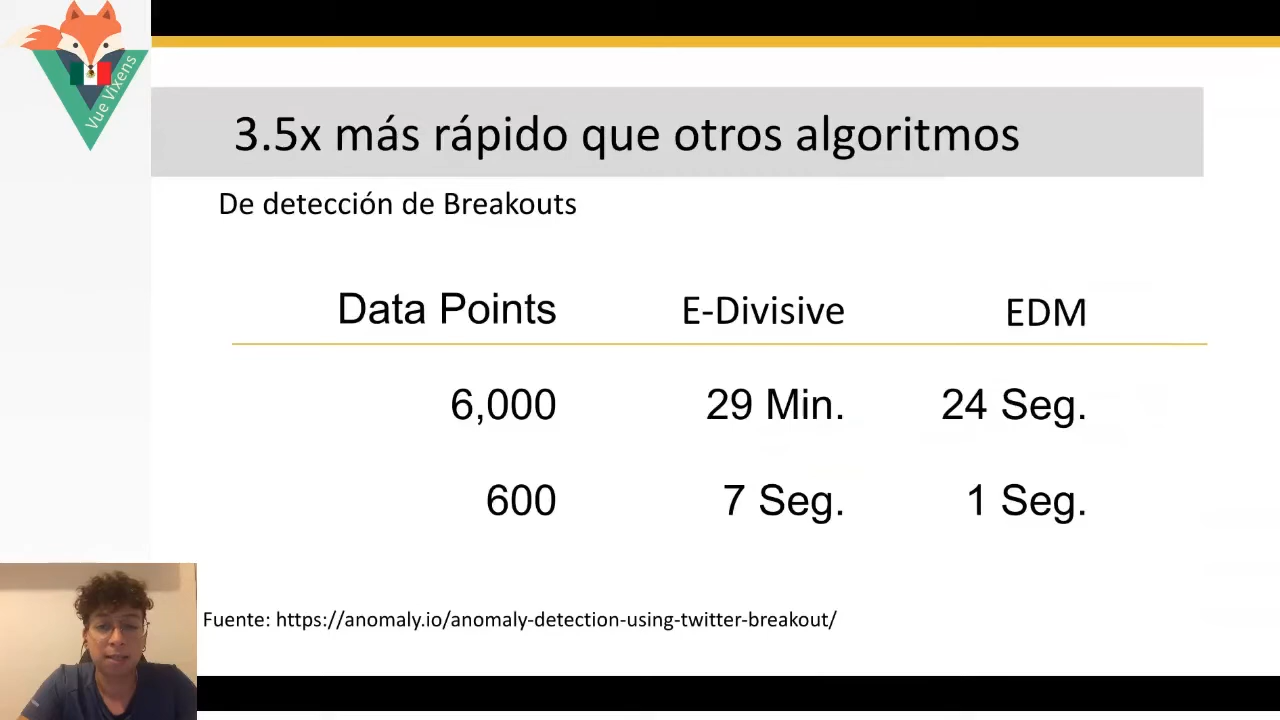 Vue Vixens
3.5x más rápido que otros algoritmos
De detección de Breakouts
Data Points E-Divisive EDM
6,000 29 Min. 24 Seg.
600 7 Seg. 1 Seg.
Fuente: https://anomaly.io/anomaly-detection-using-twitter-breakout/